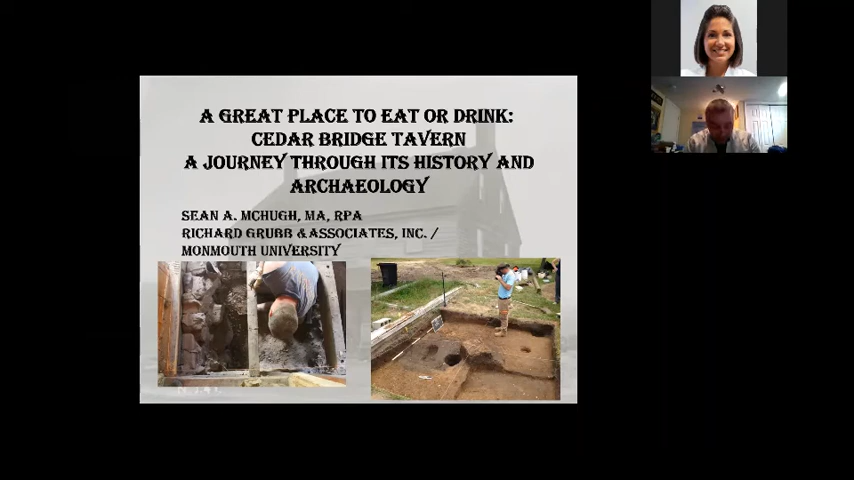 A GREAT PLACE TO EAT OR DRINK:
CEDAR BRIDGE TAVERN
A JOURNEY THROUGH ITS HISTORY AND
ARCHAEOLOGY
SEAN A. MCHUGH, MA, RPA
RICHARD GRUBB & ASSOCIATES, INC. /
MONMOUTH UNIVERSITY